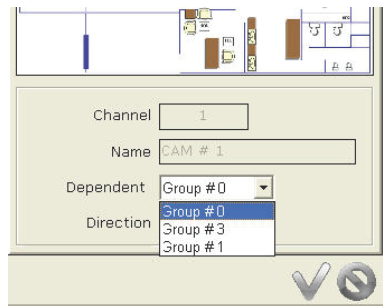 Channel 1
Name CAM # 1
Dependent Group #0
Group #0
Direction Group #3
Group #1